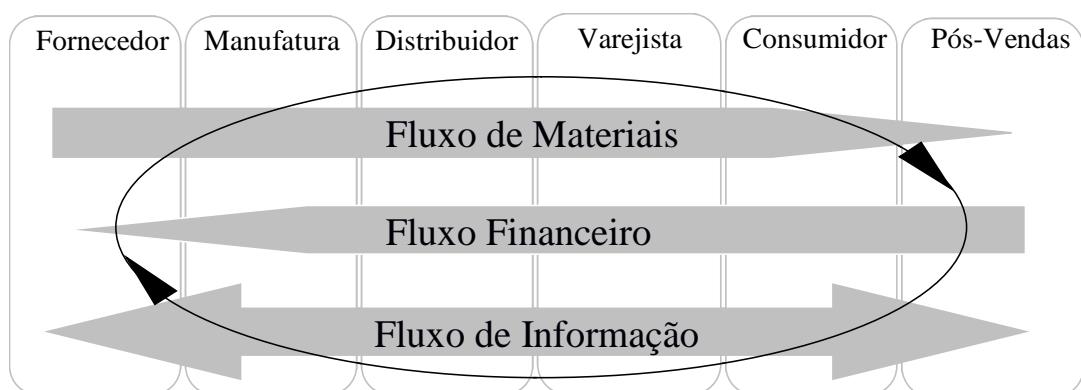 Fornecedor
Manufatura
Distribuidor
Varejista
Consumidor
Pós-Vendas
Fluxo de Materiais
Fluxo Financeiro
Fluxo de Informação